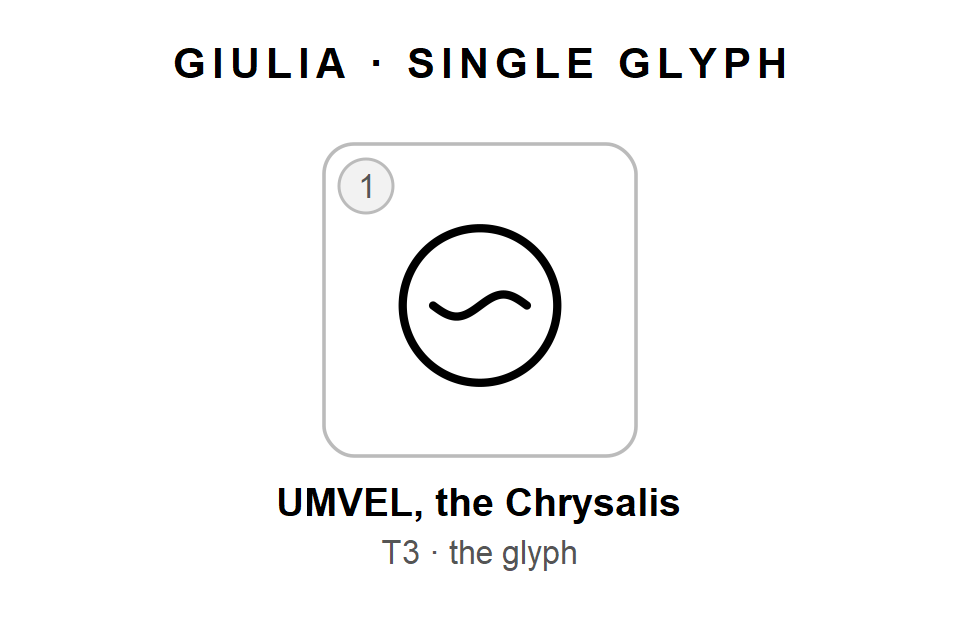 GIULIA · SINGLE GLYPH
1
UMVEL, the Chrysalis
T3 · the glyph